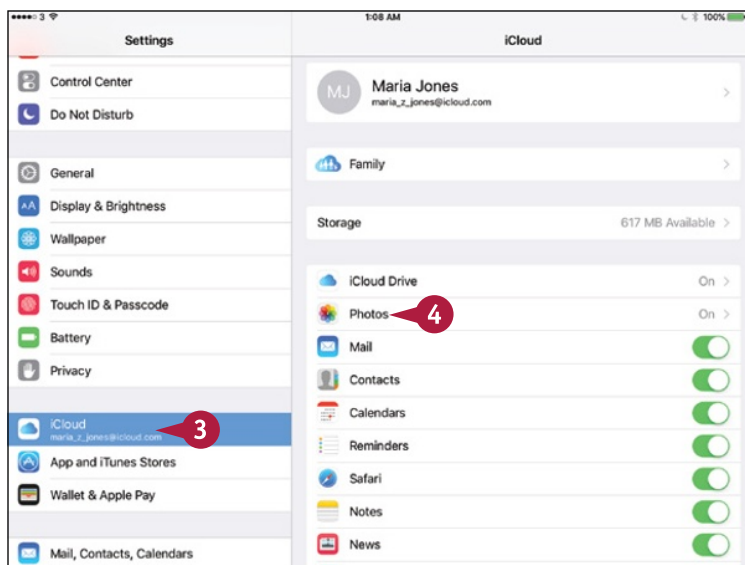 3
1:08 AM
100%
Settings
Control Center
Do Not Disturb
General
AA Display & Brightness
Wallpaper
Sounds
Touch ID & Passcode
Battery
Privacy
iCloud
maria_z_jones@icloud.com
3
App and iTunes Stores
Wallet & Apple Pay
Mail, Contacts, Calendars
iCloud
MJ
Maria Jones
maria_z_jones@icloud.com
Family
Storage
617 MB Available
iCloud Drive
On
Photos
4
On
Mail
Contacts
Calendars
Reminders
Safari
Notes
News